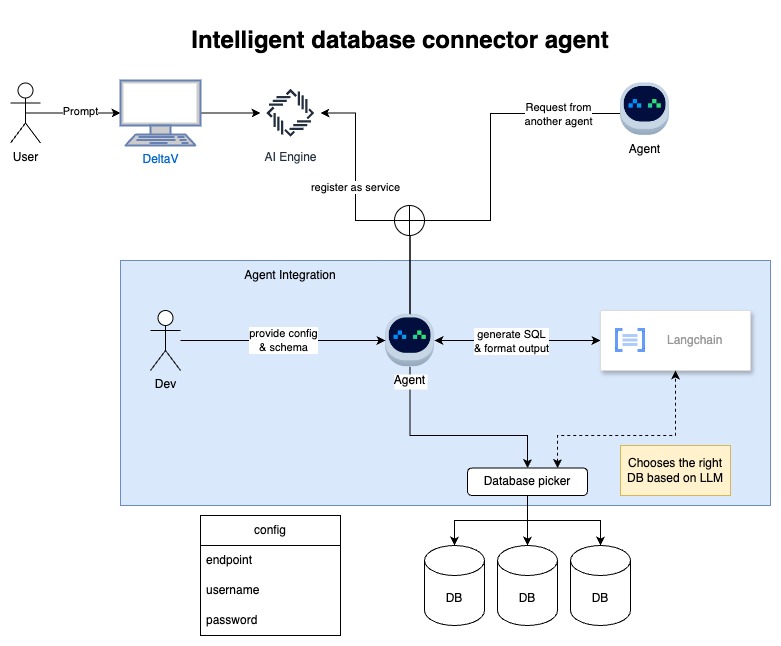 Intelligent database connector agent
Prompt
User
DeltaV
AI Engine
Request from
another agent
Agent
register as service
Agent Integration
Dev
provide config
& schema
Agent
generate SQL
& format output
Langchain
Chooses the right
DB based on LLM
Database picker
config
endpoint
username
password
DB
DB
DB